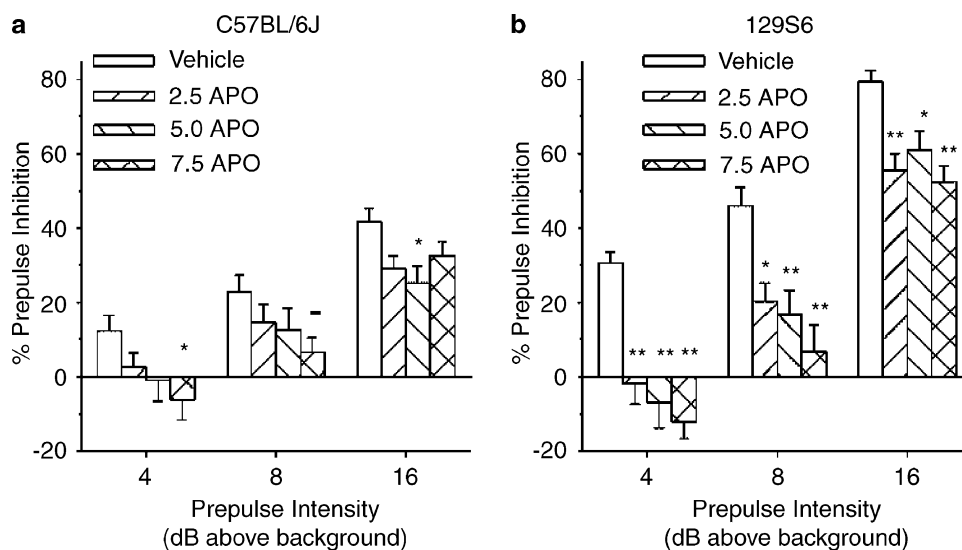 a
C57BL/6J
Vehicle
2.5 APO
5.0 APO
7.5 APO
% Prepulse Inhibition
80
60
40
20
0
-20
*
*
4
8
16
Prepulse Intensity
(dB above background)
b
129S6
Vehicle
2.5 APO
5.0 APO
7.5 APO
% Prepulse Inhibition
80
60
40
20
0
-20
** ** **
* ** **
** * **
4
8
16
Prepulse Intensity
(dB above background)